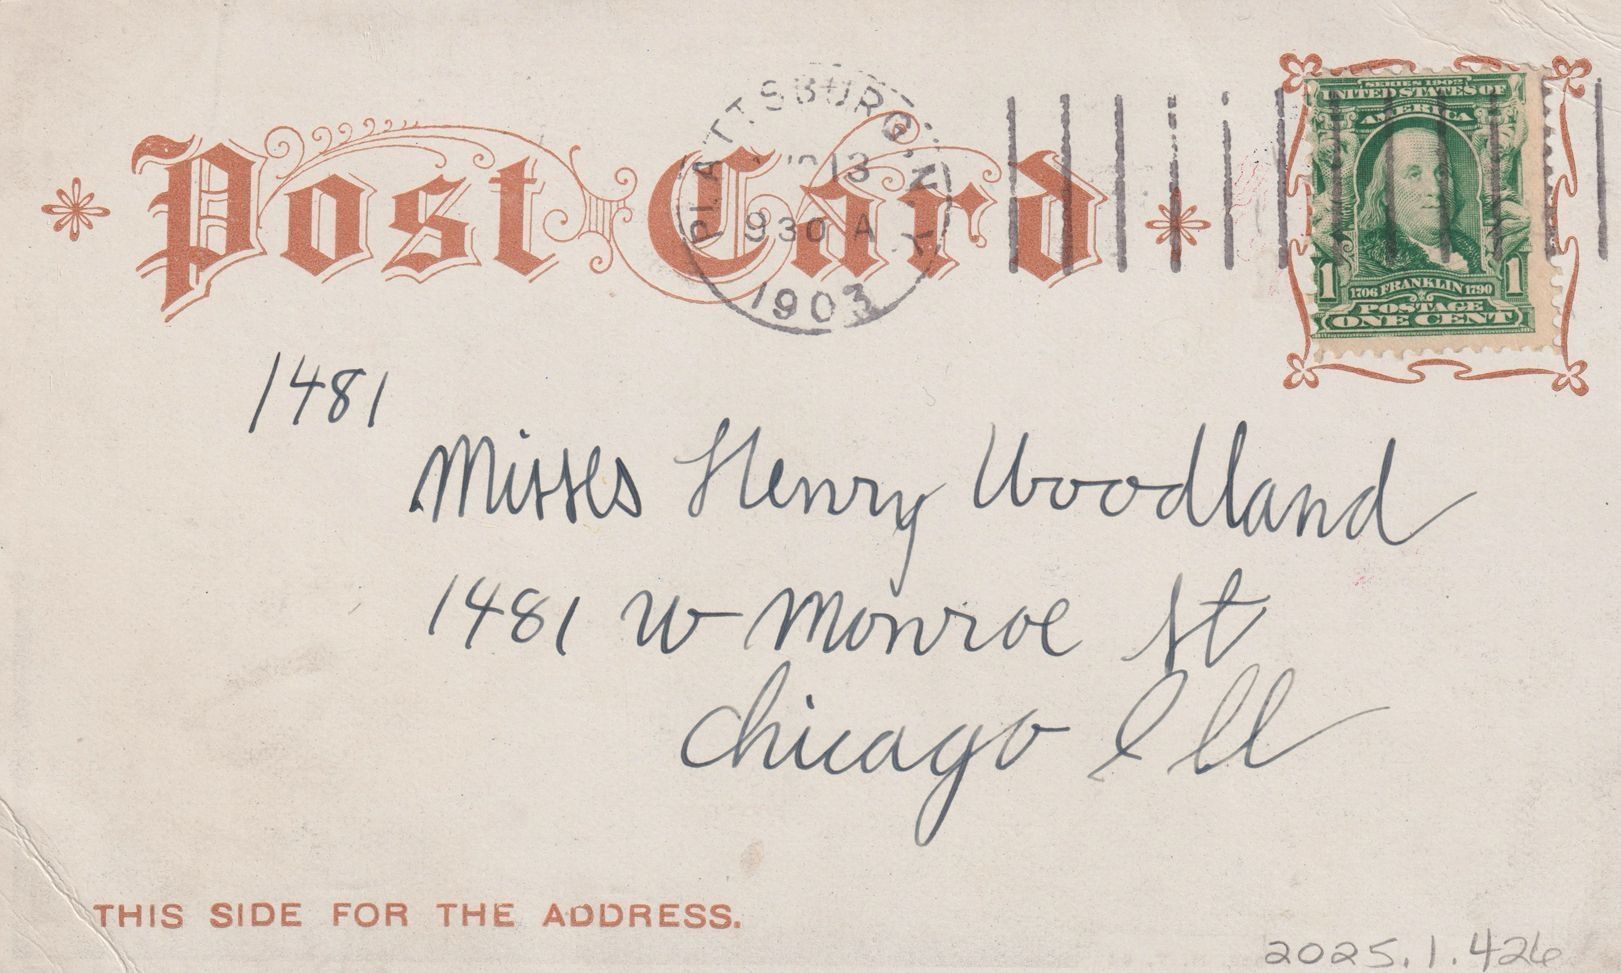 Post Card
PLATTSBURG, N.Y.
13
930 A
1903
SERIES 1902
UNITED STATES OF
AMERICA
1 1
1706 FRANKLIN 1790
POSTAGE
ONE CENT
1481
Misses Henry Woodland
1481 W Monroe St
Chicago Ill
THIS SIDE FOR THE ADDRESS.
2025.1.426